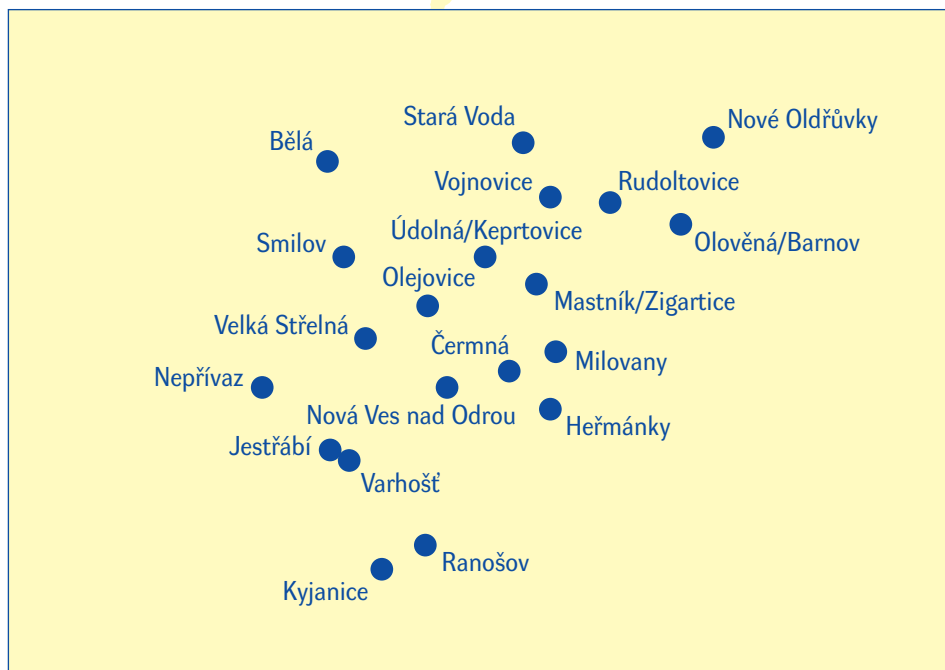 Stará Voda
Nové Oldřůvky
Bělá
Vojnovice
Rudoltovice
Údolná/Keprtovice
Smilov
Olověná/Barnov
Olejovice
Mastník/Zigartice
Velká Střelná
Čermná
Milovany
Nepřívaz
Nová Ves nad Odrou
Heřmánky
Jestřábí
Varhošť
Ranošov
Kyjanice